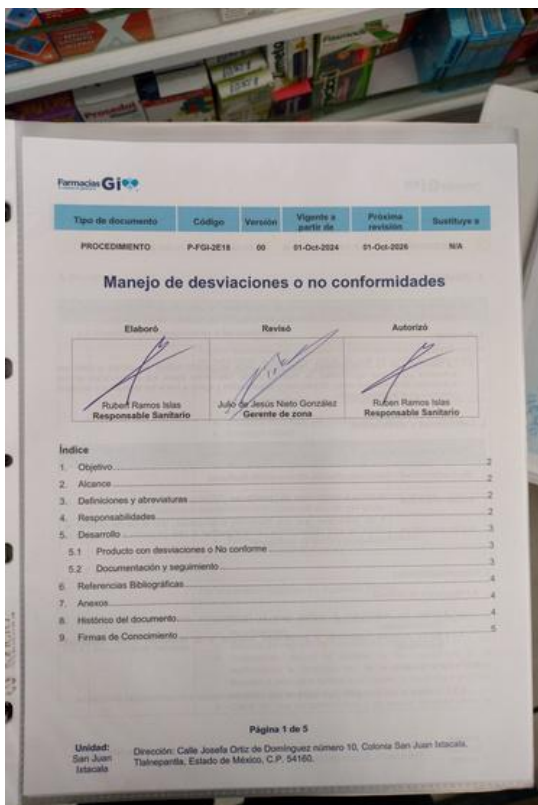 Farmacias Gi
Tipo de documento Código Versión Vigente a partir de Próxima revisión Sustituye a
PROCEDIMIENTO P-FGI-2E18 00 01-Oct-2024 01-Oct-2026 N/A
Manejo de desviaciones o no conformidades
Elaboró Revisó Autorizó
Ruben Ramos Islas Julio de Jesús Nieto González Ruben Ramos Islas
Responsable Sanitario Gerente de zona Responsable Sanitario
Índice
1. Objetivo 2
2. Alcance 2
3. Definiciones y abreviaturas 2
4. Responsabilidades 2
5. Desarrollo 3
5.1 Producto con desviaciones o No conforme 3
5.2 Documentación y seguimiento 3
6. Referencias Bibliográficas 4
7. Anexos 4
8. Histórico del documento 4
9. Firmas de Conocimiento 5
Página 1 de 5
Unidad:
San Juan
Ixtacala
Dirección: Calle Josefa Ortiz de Domínguez número 10, Colonia San Juan Ixtacala,
Tlalnepantla, Estado de México, C.P. 54160.